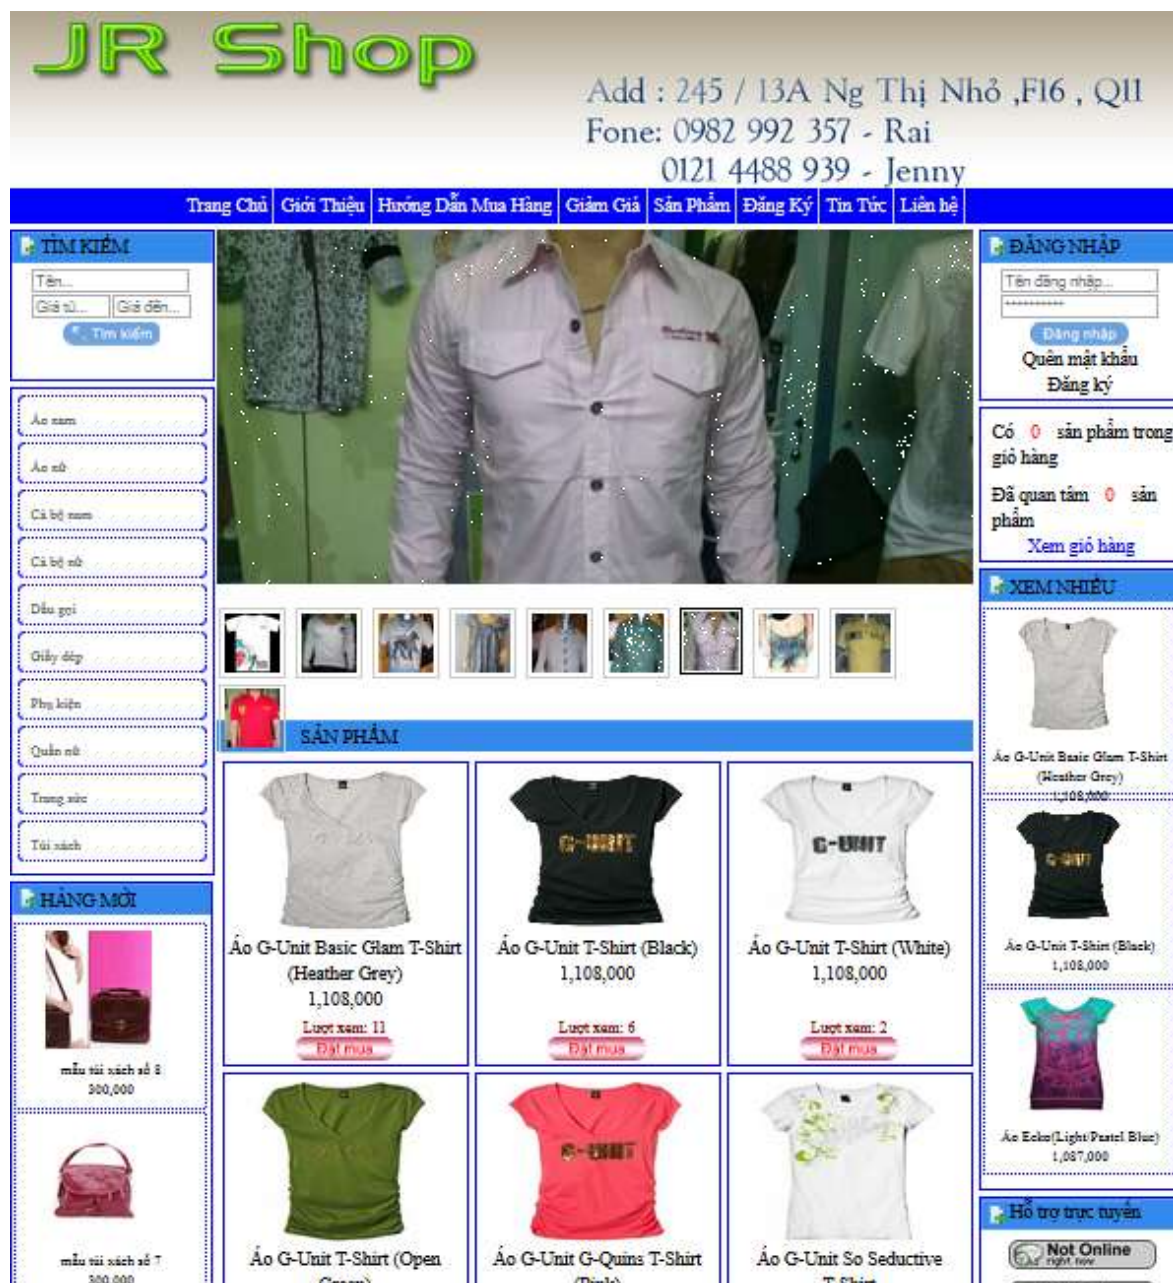 JR Shop
Add : 245 / 13A Ng Thị Nhỏ ,F16 , Q11
Fone: 0982 992 357 - Rai
0121 4488 939 - Jenny
Trang Chủ Giới Thiệu Hướng Dẫn Mua Hàng Giảm Giá Sản Phẩm Đăng Ký Tin Tức Liên hệ
TÌM KIẾM
Tên...
Giá từ... Giá đến...
Tìm kiếm
Áo nam
Áo nữ
Cả bộ nam
Cả bộ nữ
Dầu gọi
Giầy dép
Phụ kiện
Quần nữ
Trang sức
Túi xách
HÀNG MỚI
mẫu túi xách số 8
300,000
mẫu túi xách số 7
300,000
SẢN PHẨM
G-UNIT
G-UNIT
Áo G-Unit Basic Glam T-Shirt
(Heather Grey)
1,108,000
Lượt xem: 11
Đặt mua
Áo G-Unit T-Shirt (Black)
1,108,000
Lượt xem: 6
Đặt mua
Áo G-Unit T-Shirt (White)
1,108,000
Lượt xem: 2
Đặt mua
G-UNIT
Áo G-Unit T-Shirt (Open
Green)
Áo G-Unit G-Quins T-Shirt
(Pink)
Áo G-Unit So Seductive
T-Shirt
ĐĂNG NHẬP
Tên đăng nhập...
**********
Đăng nhập
Quên mật khẩu
Đăng ký
Có 0 sản phẩm trong
giỏ hàng
Đã quan tâm 0 sản
phẩm
Xem giỏ hàng
XEM NHIỀU
Áo G-Unit Basic Glam T-Shirt
(Heather Grey)
1,108,000
G-UNIT
Áo G-Unit T-Shirt (Black)
1,108,000
Áo Ecko(Light/Pastel Blue)
1,087,000
Hỗ trợ trực tuyến
Not Online
right now